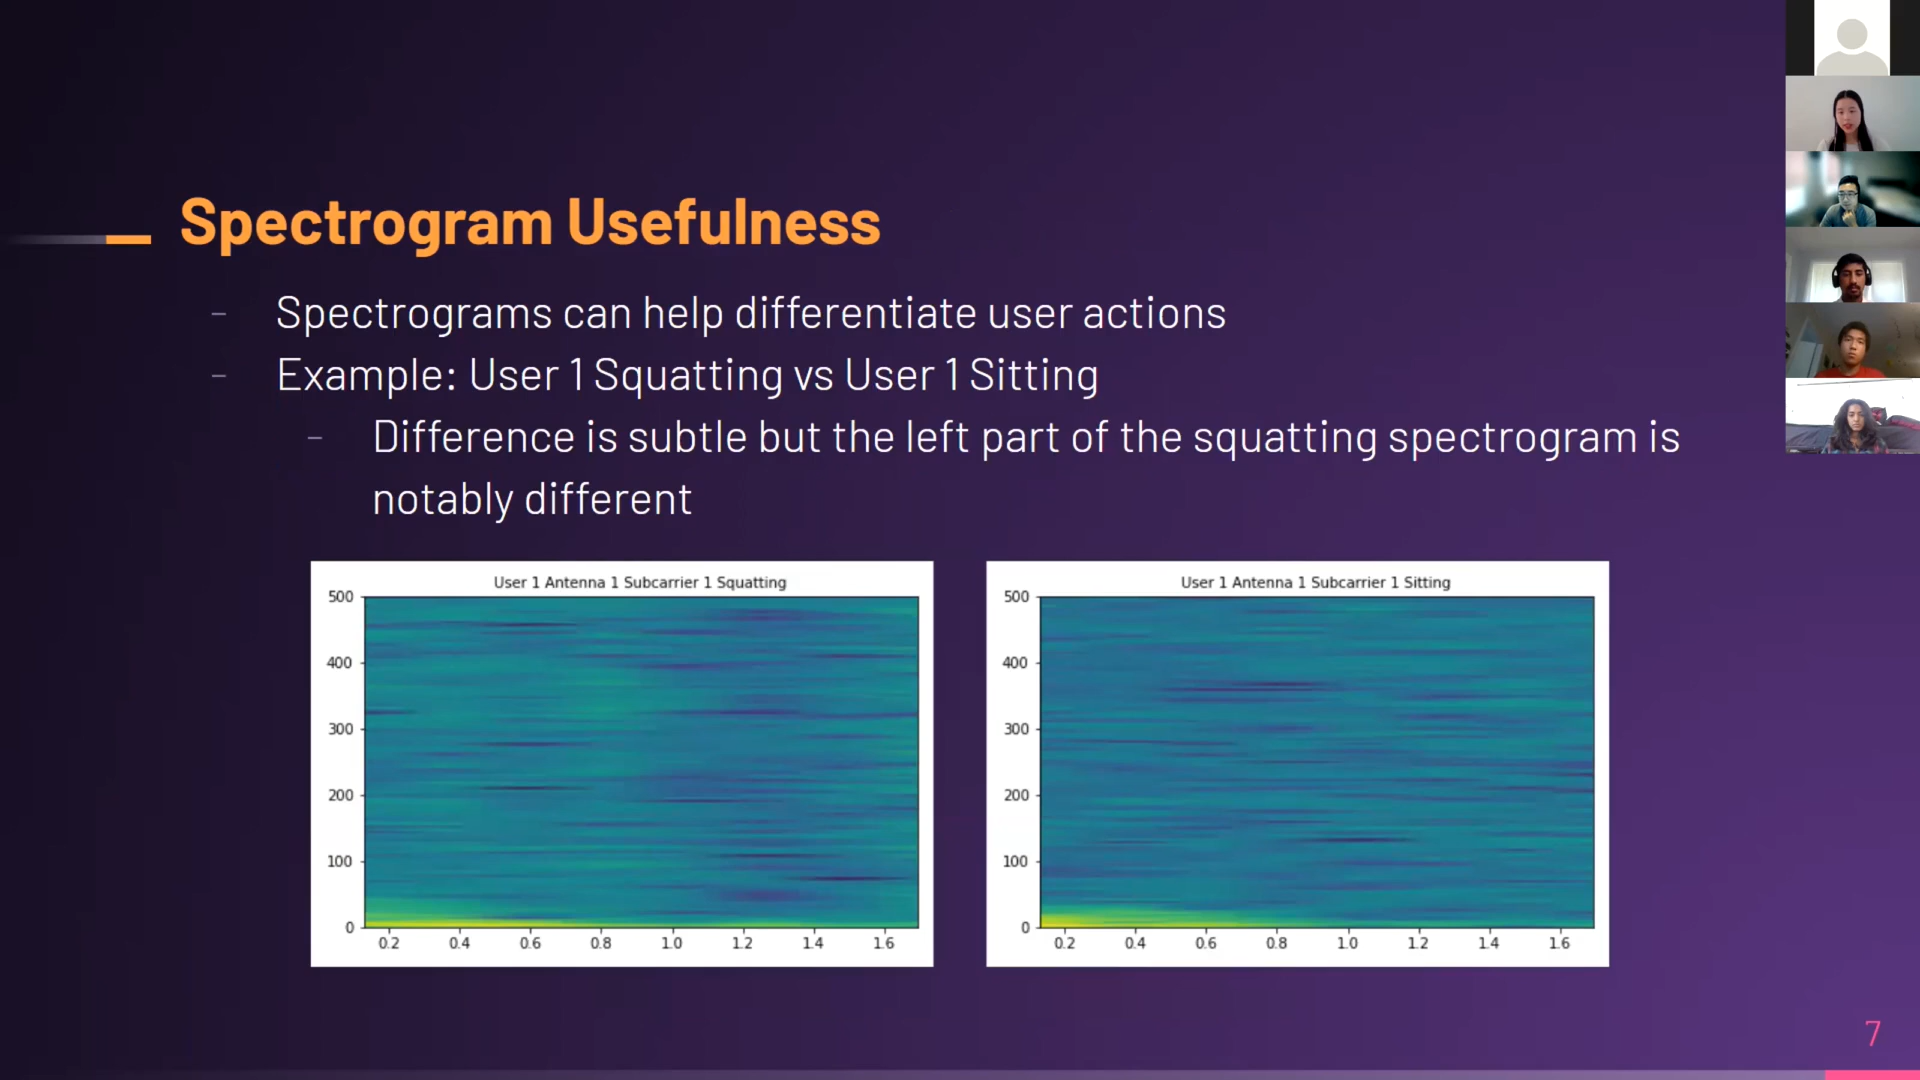 Spectrogram Usefulness
- Spectrograms can help differentiate user actions
- Example: User 1 Squatting vs User 1 Sitting
- Difference is subtle but the left part of the squatting spectrogram is
notably different
User 1 Antenna 1 Subcarrier 1 Squatting
500
400
300
200
100
0
0.2 0.4 0.6 0.8 1.0 1.2 1.4 1.6
User 1 Antenna 1 Subcarrier 1 Sitting
500
400
300
200
100
0
0.2 0.4 0.6 0.8 1.0 1.2 1.4 1.6
7